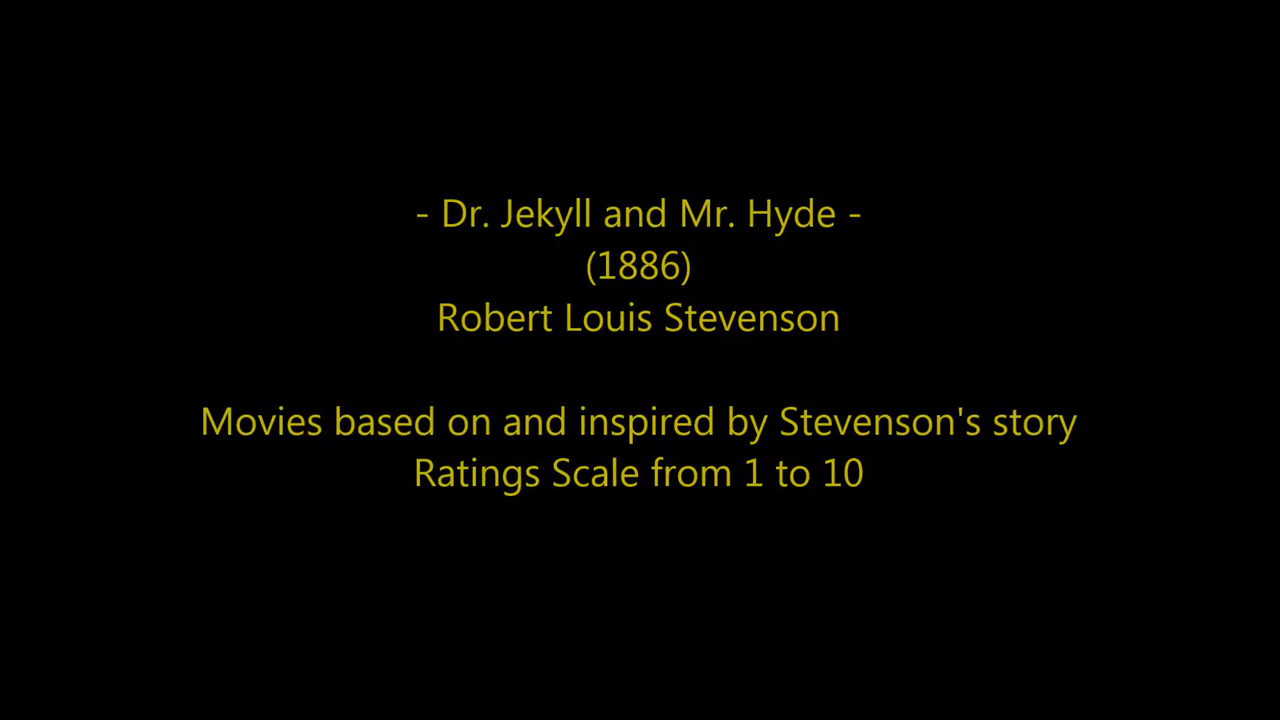 - Dr. Jekyll and Mr. Hyde -
(1886)
Robert Louis Stevenson
Movies based on and inspired by Stevenson's story
Ratings Scale from 1 to 10